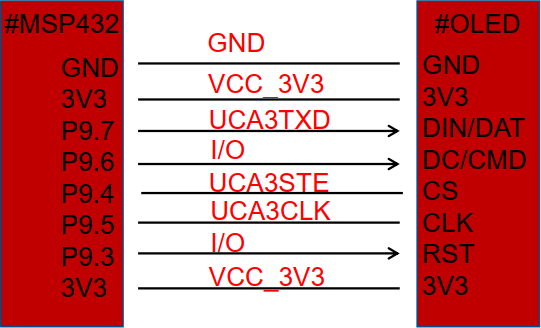 #MSP432 #OLED
GND GND GND
3V3 VCC_3V3 3V3
P9.7 UCA3TXD DIN/DAT
P9.6 I/O DC/CMD
P9.4 UCA3STE CS
P9.5 UCA3CLK CLK
P9.3 I/O RST
3V3 VCC_3V3 3V3